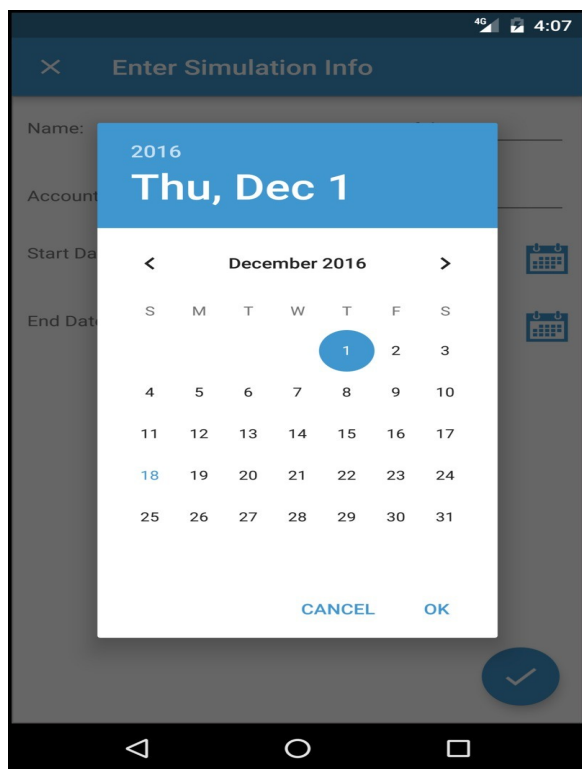 4G 4:07
Enter Simulation Info
Name:
2016
Thu, Dec 1
Account
Start Da
December 2016
End Dat
S M T W T F S
1 2 3
4 5 6 7 8 9 10
11 12 13 14 15 16 17
18 19 20 21 22 23 24
25 26 27 28 29 30 31
CANCEL OK